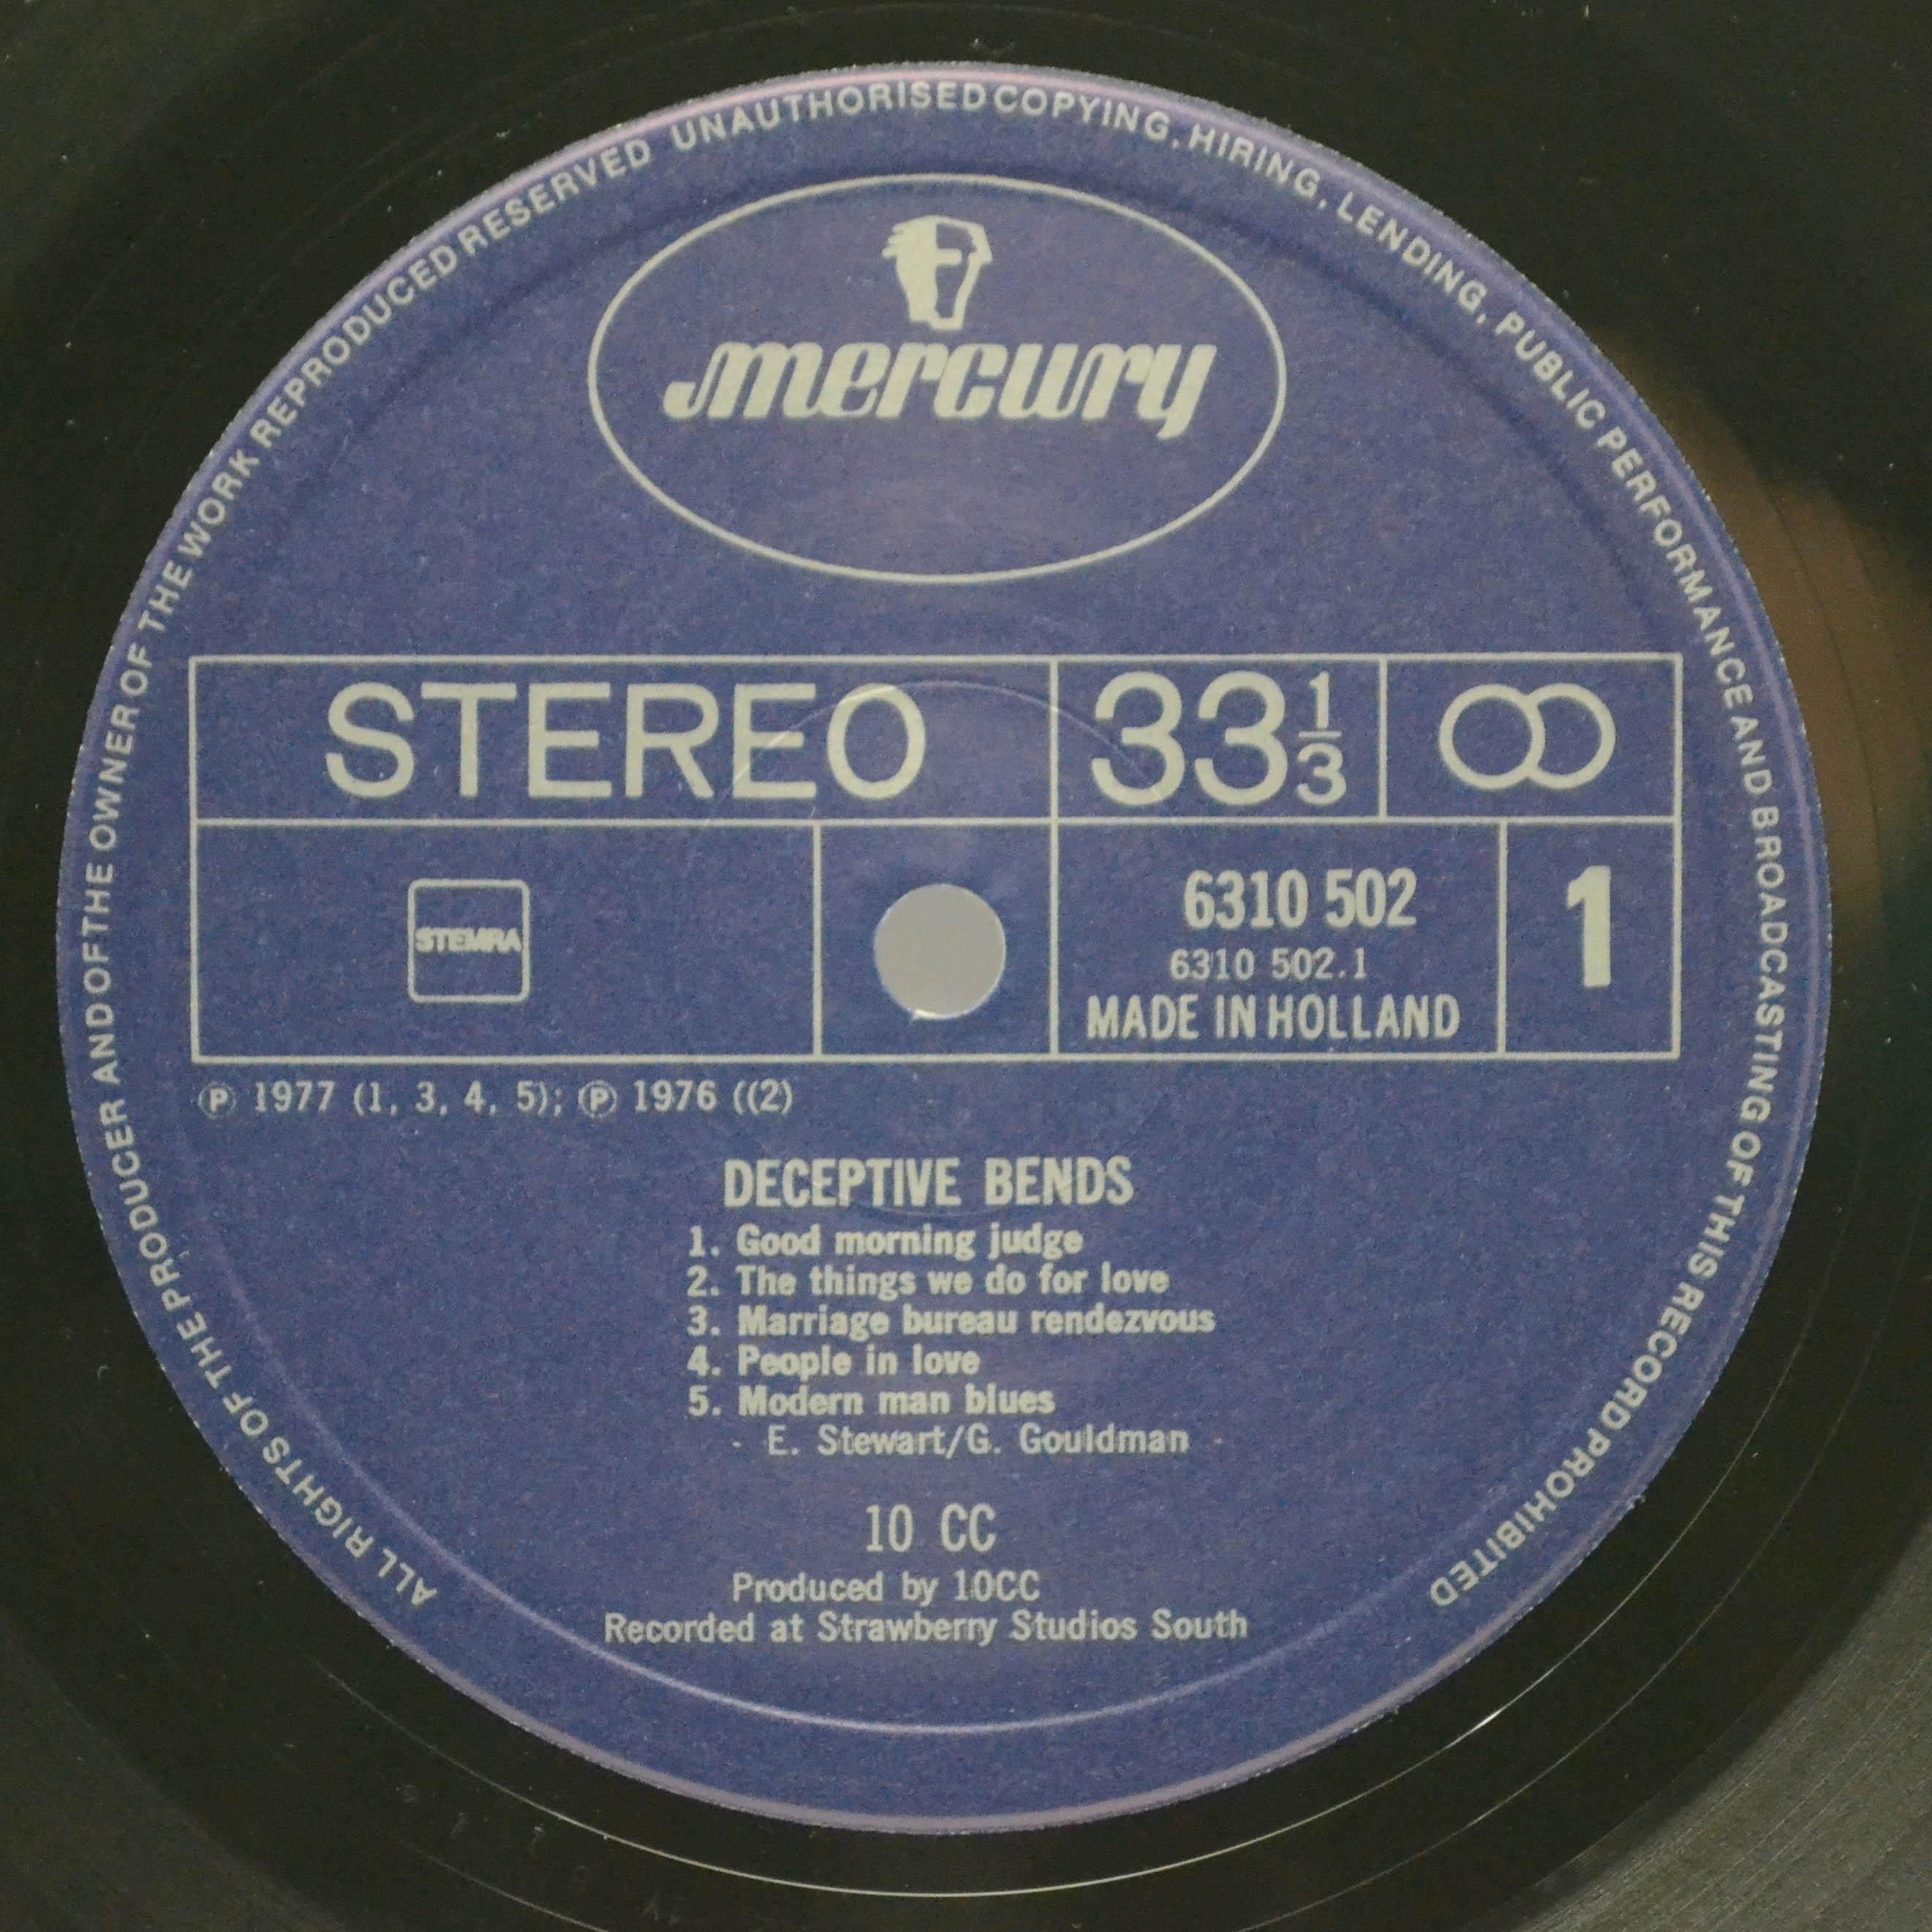 ALL RIGHTS OF THE PRODUCER AND OF THE OWNER OF THE WORK REPRODUCED RESERVED UNAUTHORISED COPYING, HIRING, LENDING, PUBLIC PERFORMANCE AND BROADCASTING OF THIS RECORD PROHIBITED
mercury
STEREO 33 1/3
STEMRA
6310 502
6310 502.1
MADE IN HOLLAND
1
Ⓟ 1977 (1, 3, 4, 5); Ⓟ 1976 ((2)
DECEPTIVE BENDS
1. Good morning judge
2. The things we do for love
3. Marriage bureau rendezvous
4. People in love
5. Modern man blues
- E. Stewart/G. Gouldman -
10 CC
Produced by 10CC
Recorded at Strawberry Studios South